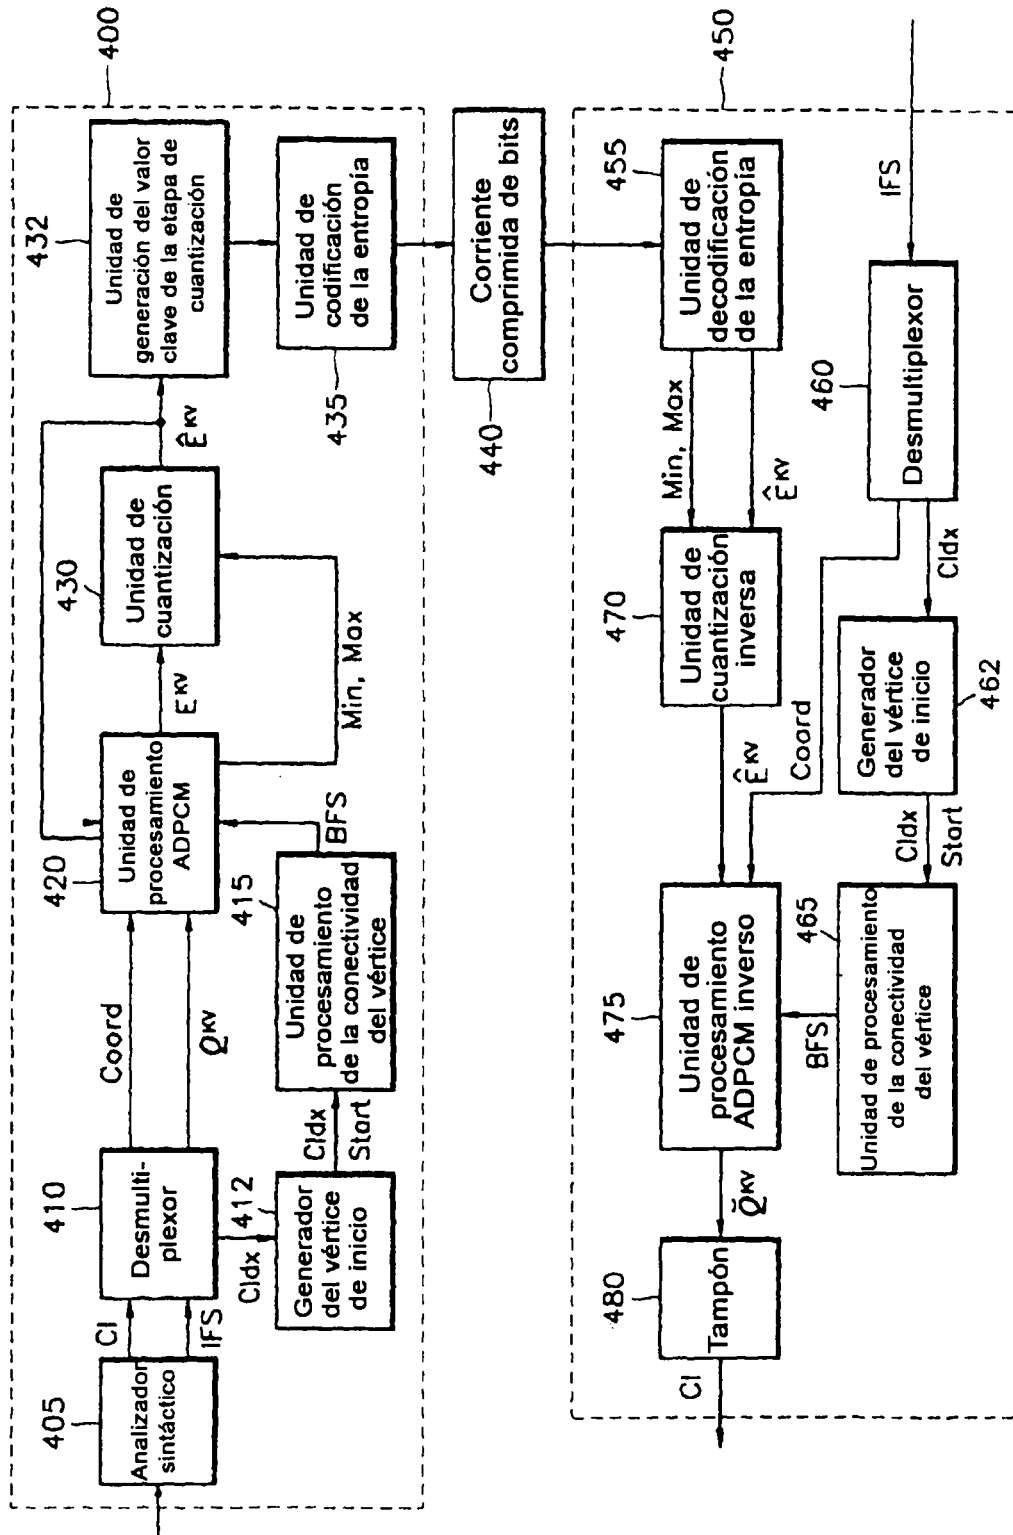 400
405
Analizador
sintáctico
CI
IFS
410
Desmulti-
plexor
Coord
Q^KV
CIdx
412
Generador
del vértice
de inicio
CIdx
Start
415
Unidad de
procesamiento
de la conectividad
del vértice
BFS
420
Unidad de
procesamiento
ADPCM
E^KV
Min, Max
430
Unidad de
cuantización
Ê^KV
432
Unidad de
generación del valor
clave de la etapa de
cuantización
Unidad de
codificación
de la entropía
435
Corriente
comprimida de bits
440
450
455
Unidad de
decodificación
de la entropía
Min, Max
Ê^KV
IFS
460
Desmultiplexor
CIdx
Coord
470
Unidad de
cuantización
inversa
Ê^KV
Generador
del vértice
de inicio
462
CIdx
Start
465
Unidad de procesamiento
de la conectividad
del vértice
BFS
475
Unidad de
procesamiento
ADPCM inverso
Q̆^KV
480
Tampón
CI